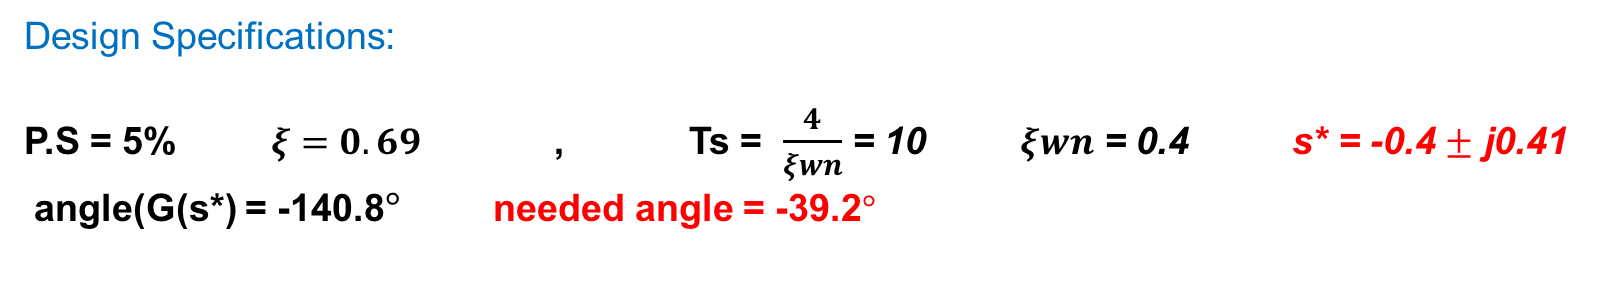 Design Specifications:
P.S = 5% ξ = 0.69 , Ts = 4/ξwn = 10 ξwn = 0.4 s* = -0.4 ± j0.41
angle(G(s*) = -140.8° needed angle = -39.2°